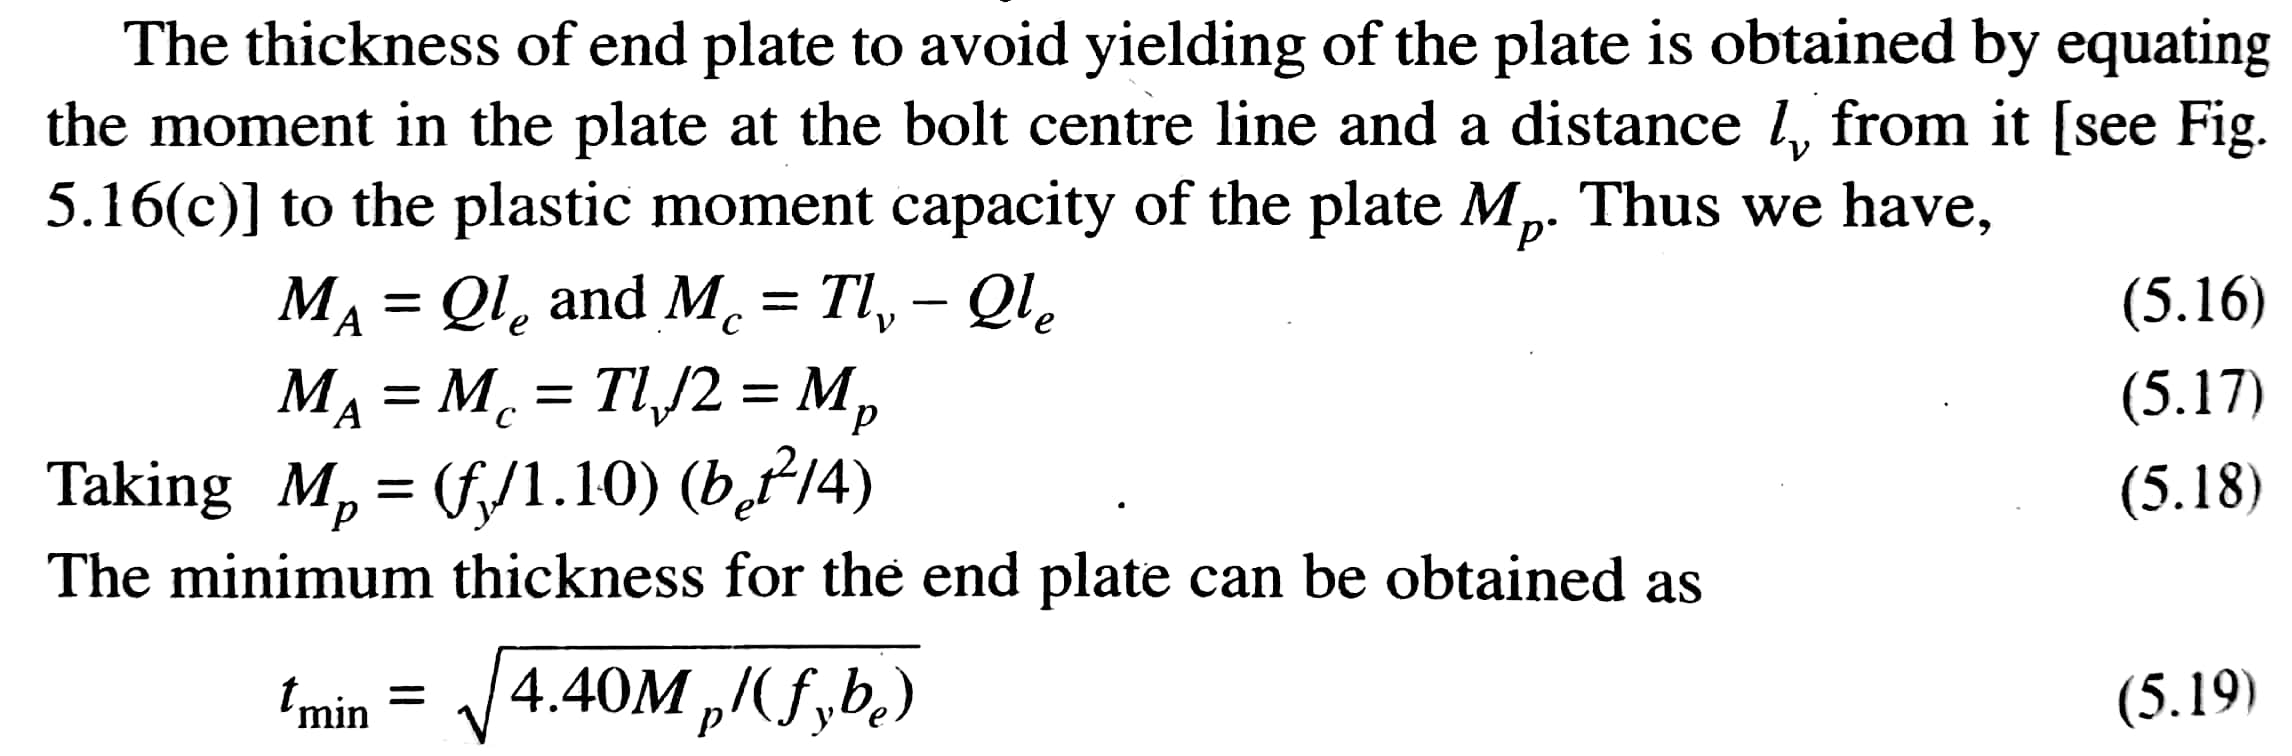 The thickness of end plate to avoid yielding of the plate is obtained by equating
the moment in the plate at the bolt centre line and a distance l_v from it [see Fig.
5.16(c)] to the plastic moment capacity of the plate M_p. Thus we have,
M_A = Ql_e and M_c = Tl_v – Ql_e (5.16)
M_A = M_c = Tl_v/2 = M_p (5.17)
Taking M_p = (f_y/1.10) (b_e t²/4) (5.18)
The minimum thickness for the end plate can be obtained as
t_min = √4.40M_p/(f_y b_e) (5.19)